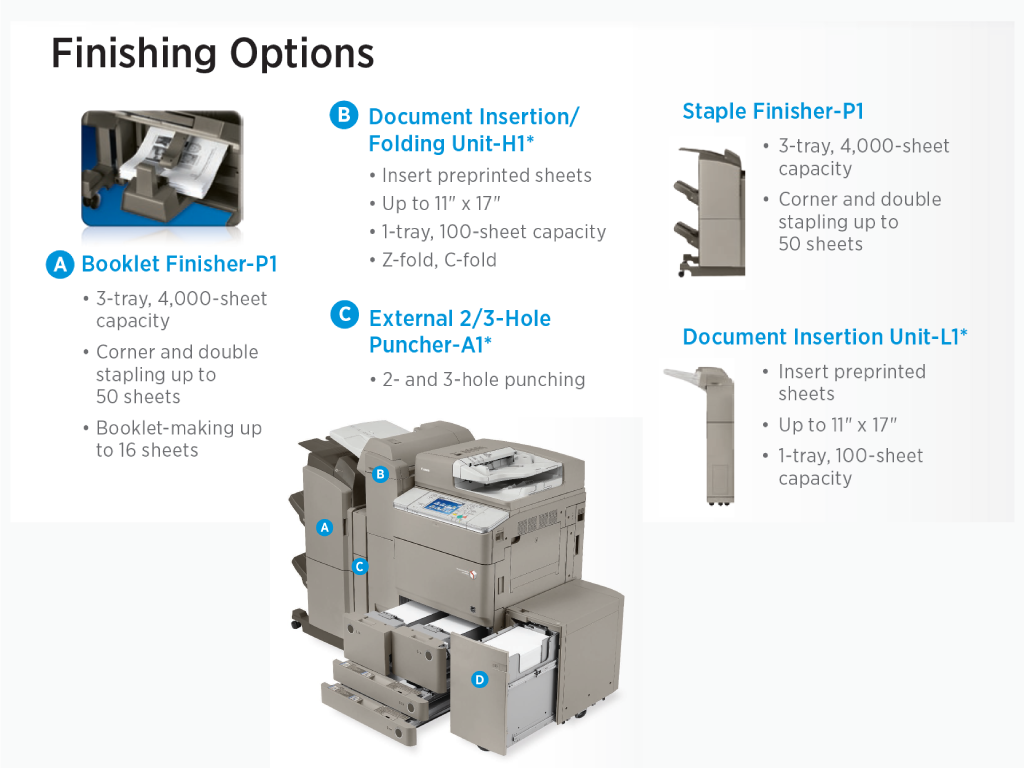 Finishing Options
A Booklet Finisher-P1
• 3-tray, 4,000-sheet
capacity
• Corner and double
stapling up to
50 sheets
• Booklet-making up
to 16 sheets
B Document Insertion/
Folding Unit-H1*
• Insert preprinted sheets
• Up to 11" x 17"
• 1-tray, 100-sheet capacity
• Z-fold, C-fold
C External 2/3-Hole
Puncher-A1*
• 2- and 3-hole punching
Staple Finisher-P1
• 3-tray, 4,000-sheet
capacity
• Corner and double
stapling up to
50 sheets
Document Insertion Unit-L1*
• Insert preprinted
sheets
• Up to 11" x 17"
• 1-tray, 100-sheet
capacity
B
A
C
D